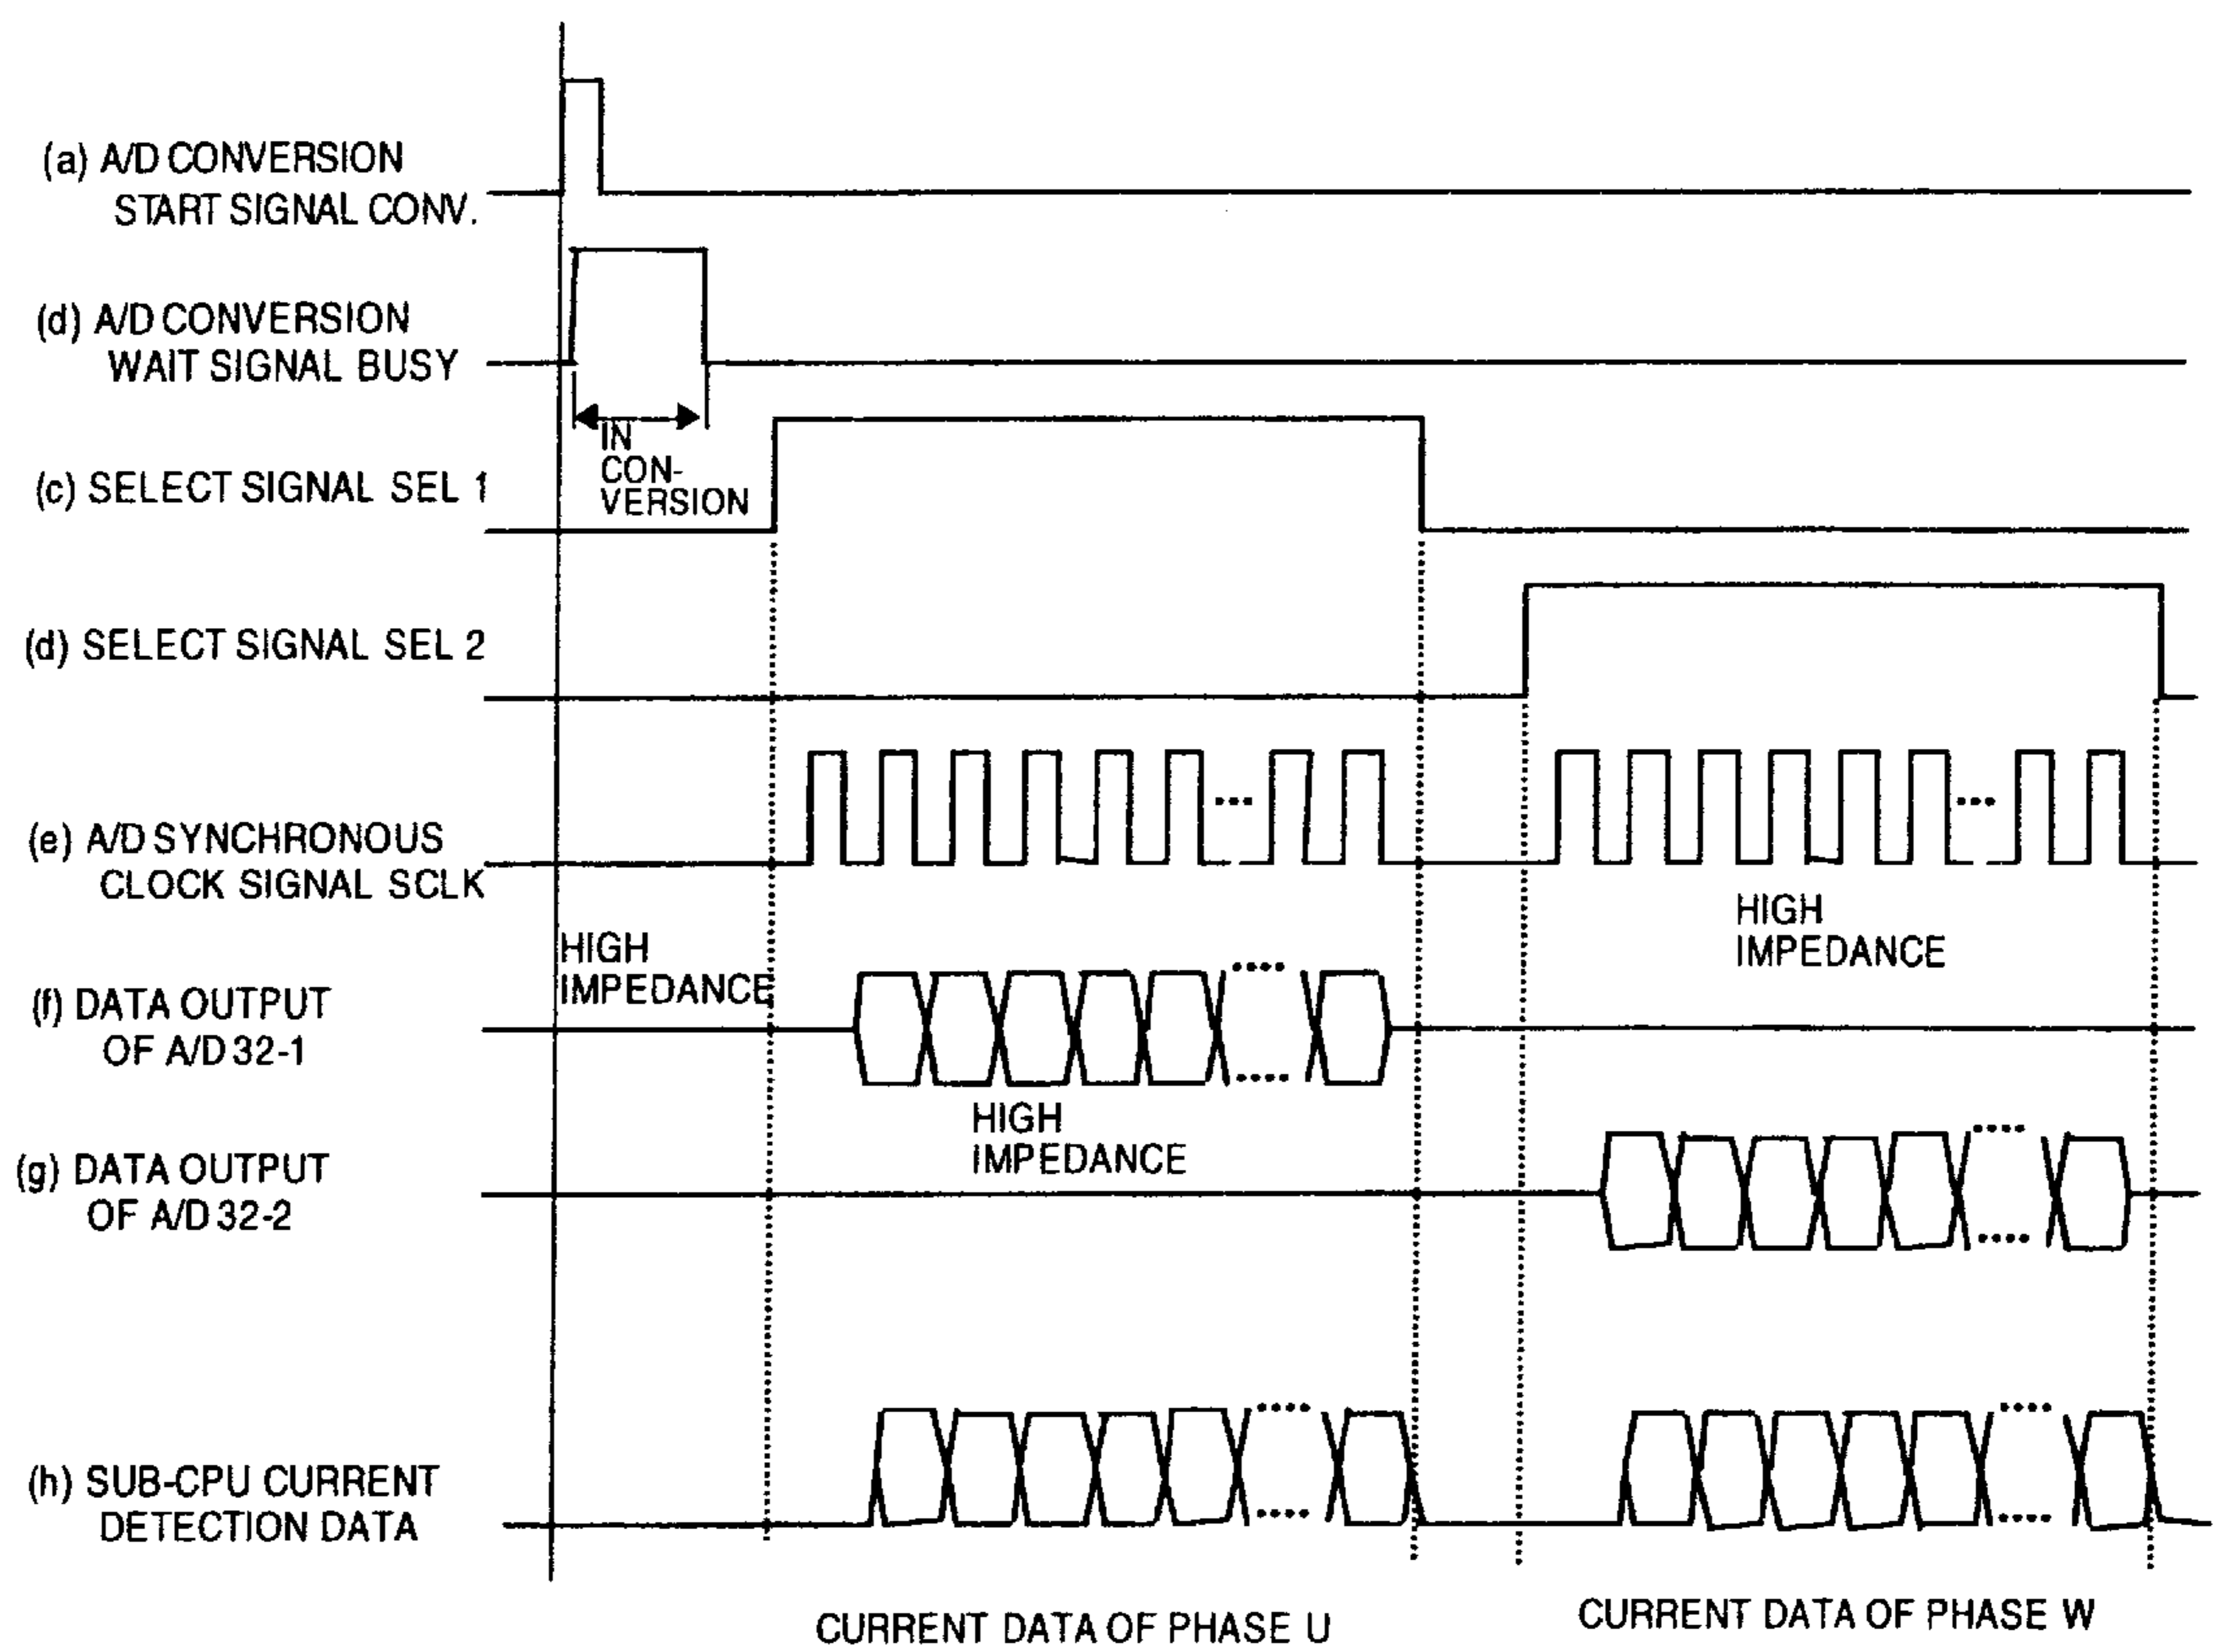 (a) A/D CONVERSION
START SIGNAL CONV.
(d) A/D CONVERSION
WAIT SIGNAL BUSY
IN
CON-
VERSION
(c) SELECT SIGNAL SEL 1
(d) SELECT SIGNAL SEL 2
(e) A/D SYNCHRONOUS
CLOCK SIGNAL SCLK
HIGH
IMPEDANCE
HIGH
IMPEDANCE
(f) DATA OUTPUT
OF A/D 32-1
HIGH
IMPEDANCE
(g) DATA OUTPUT
OF A/D 32-2
(h) SUB-CPU CURRENT
DETECTION DATA
CURRENT DATA OF PHASE U
CURRENT DATA OF PHASE W